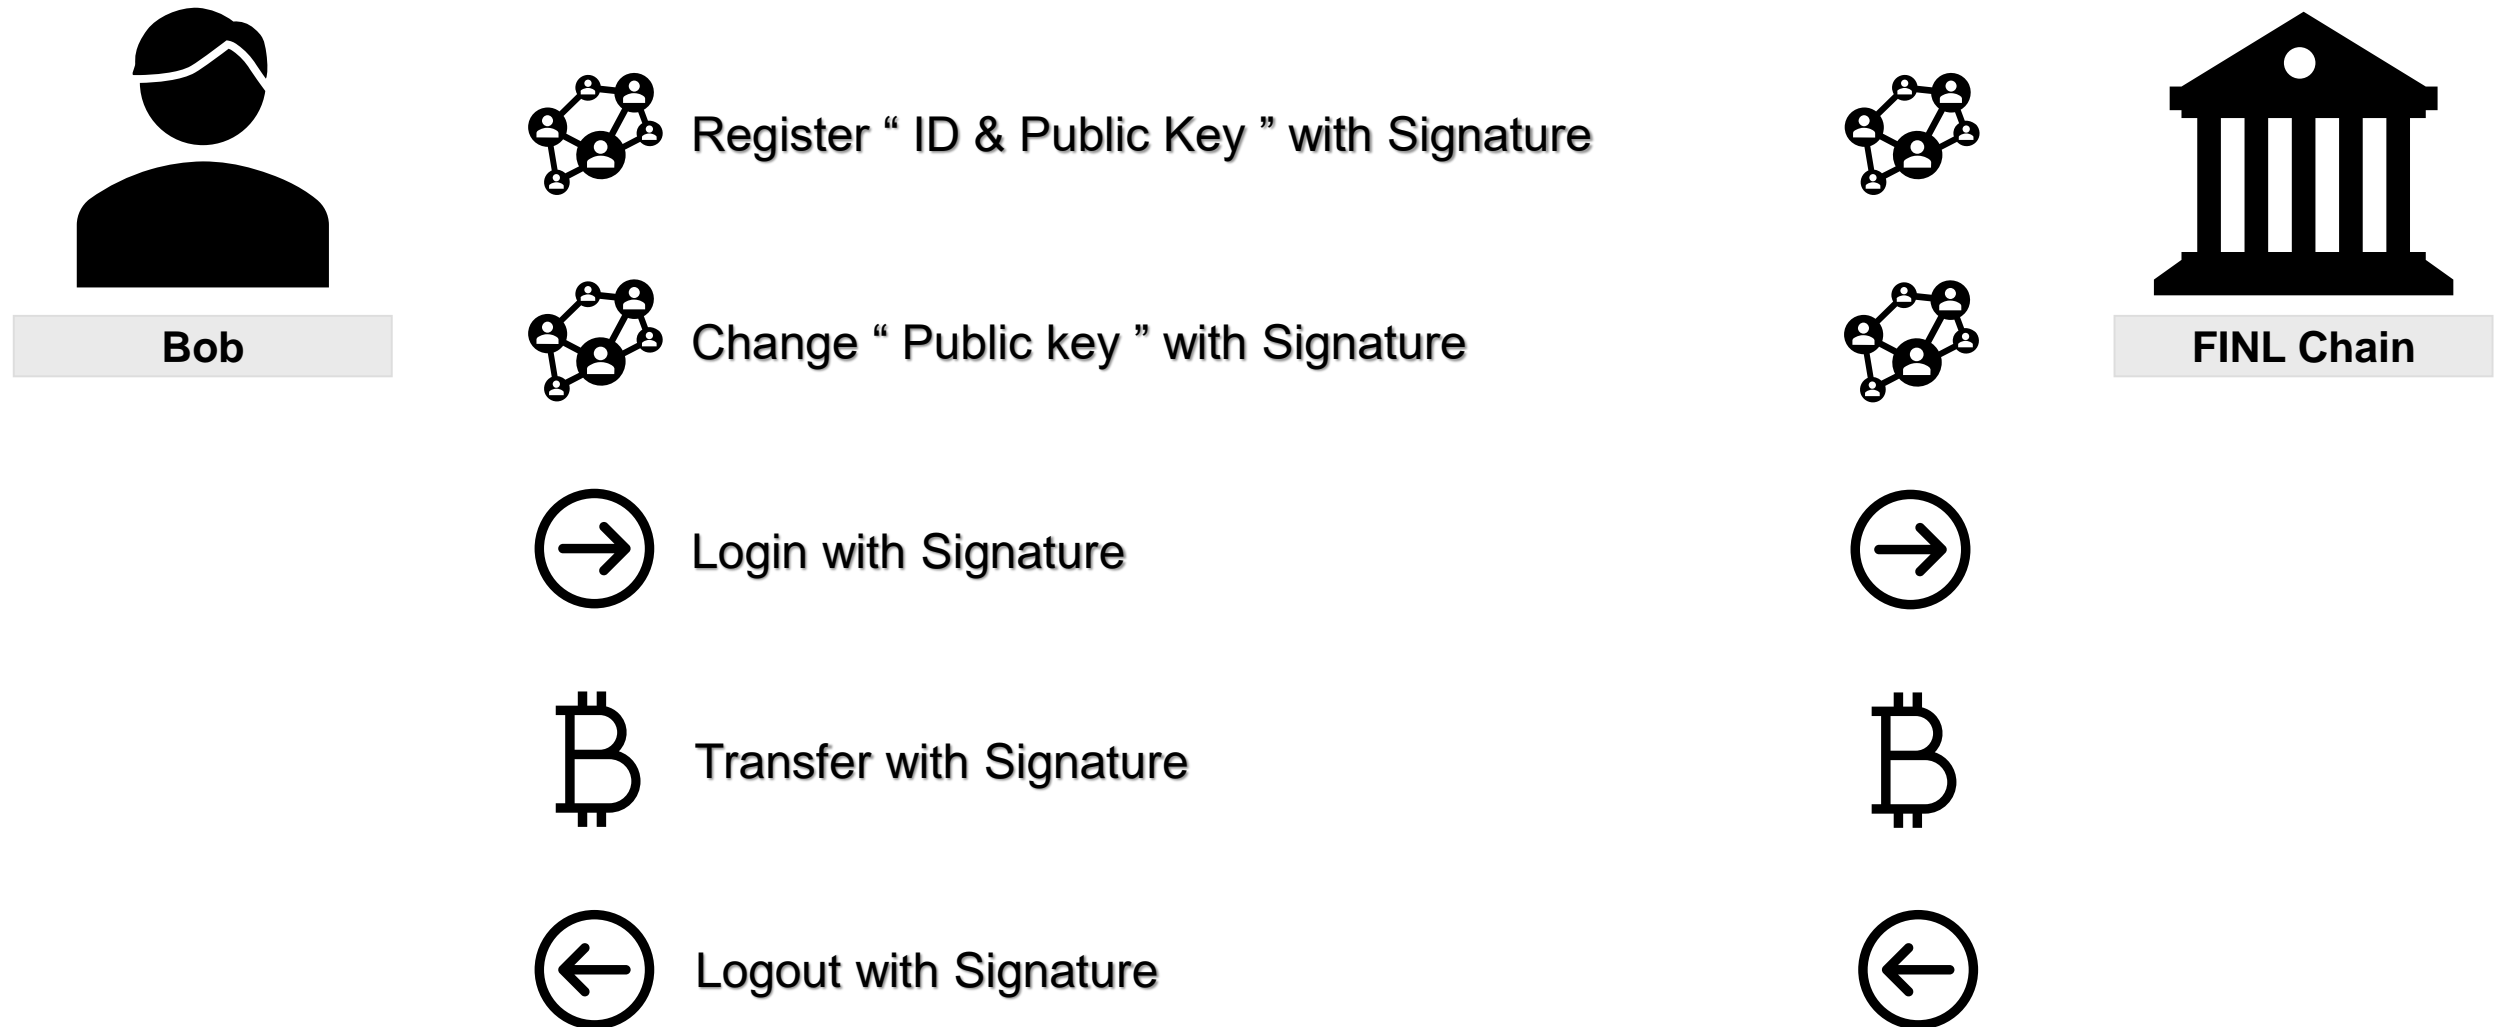 Register “ ID & Public Key ” with Signature
Bob
FINL Chain
Change “ Public key ” with Signature
Login with Signature
Transfer with Signature
Logout with Signature